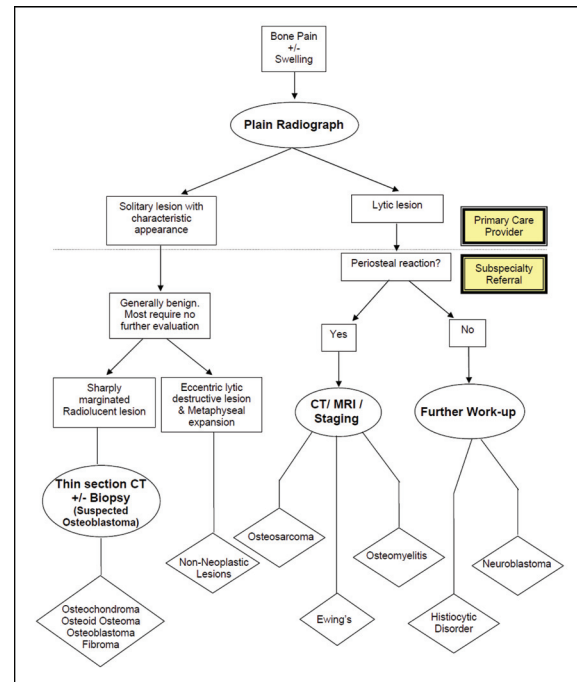 Bone Pain
+/-
Swelling
Plain Radiograph
Solitary lesion with
characteristic
appearance
Lytic lesion
Primary Care
Provider
Periosteal reaction?
Subspecialty
Referral
Generally benign.
Most require no
further evaluation
Yes
No
Sharply
marginated
Radiolucent lesion
Eccentric lytic
destructive lesion
& Metaphyseal
expansion
CT/ MRI /
Staging
Further Work-up
Thin section CT
+/- Biopsy
(Suspected
Osteoblastoma)
Osteosarcoma
Osteomyelitis
Non-Neoplastic
Lesions
Neuroblastoma
Osteochondroma
Osteoid Osteoma
Osteoblastoma
Fibroma
Ewing's
Histiocytic
Disorder